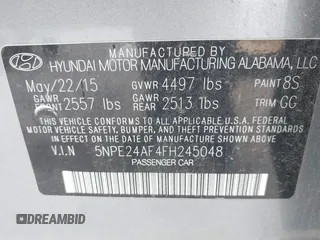 MANUFACTURED BY
HYUNDAI MOTOR MANUFACTURING ALABAMA, LLC
May/22/15 GVWR 4497 lbs PAINT 8S
GAWR FRONT 2557 lbs GAWR REAR 2513 lbs TRIM GG
THIS VEHICLE CONFORMS TO ALL APPLICABLE U.S.A. FEDERAL
MOTOR VEHICLE SAFETY, BUMPER, AND THEFT PREVENTION
STANDARDS IN EFFECT ON THE DATE OF MANUFACTURE SHOWN ABOVE.
V.I.N 5NPE24AF4FH245048
PASSENGER CAR
AUTOBIDMASTER